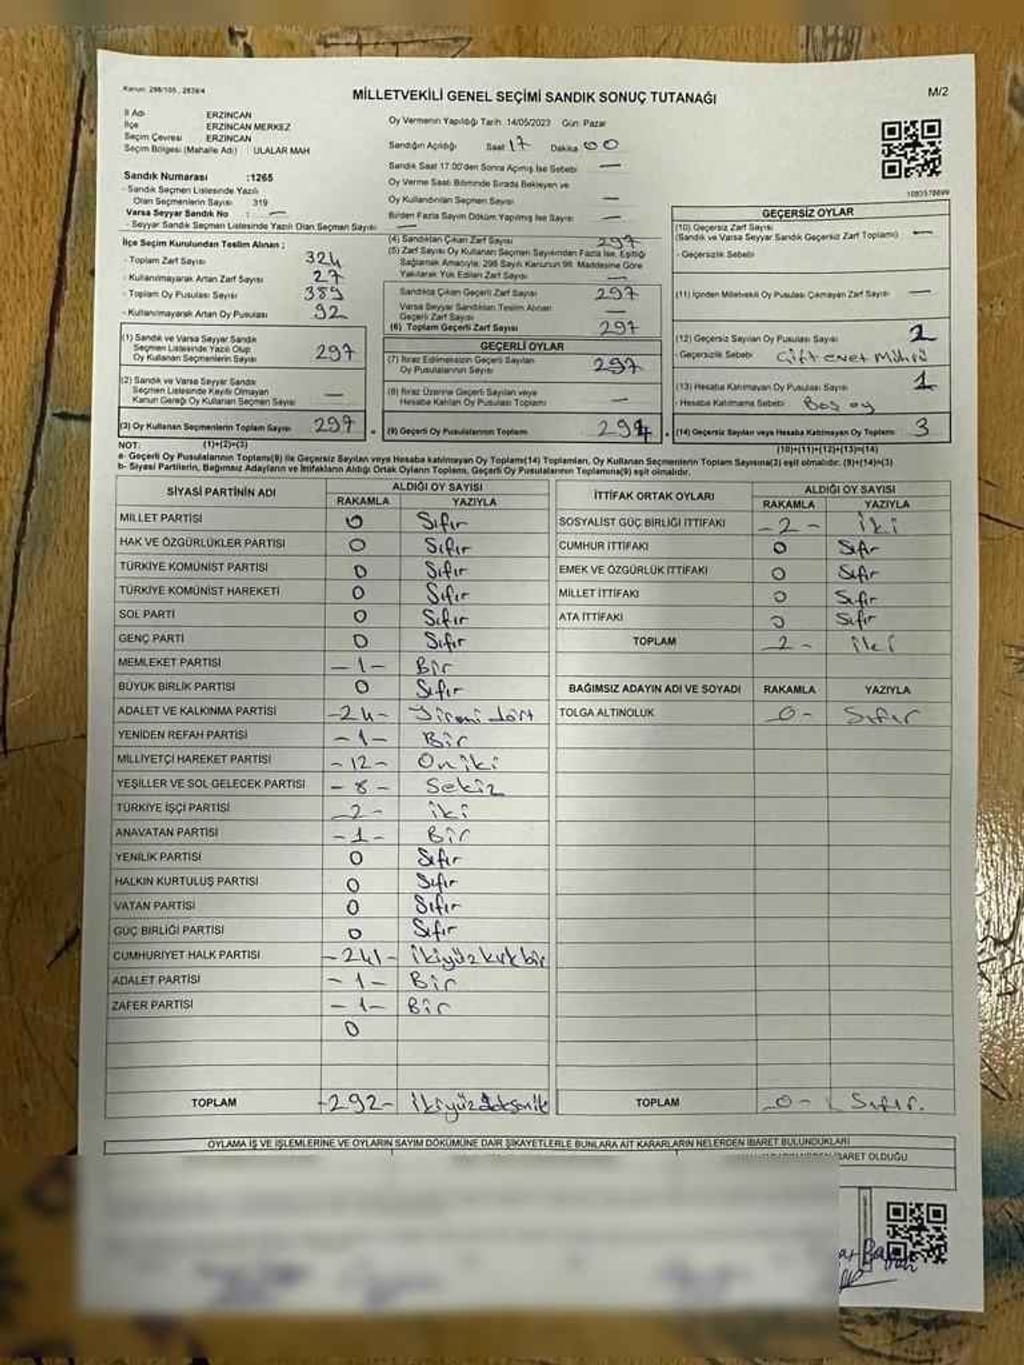 Kanun: 298/105, 2839/4
MİLLETVEKİLİ GENEL SEÇİMİ SANDIK SONUÇ TUTANAĞI
M/2
İl Adı ERZİNCAN
İlçe ERZİNCAN MERKEZ
Seçim Çevresi ERZİNCAN
Seçim Bölgesi (Mahalle Adı) : ULALAR MAH
Oy Vermenin Yapıldığı Tarih :14/05/2023 Gün: Pazar
Sandığın Açıldığı Saat 17 Dakika 00
Sandık Saat 17.00'den Sonra Açılmış İse Sebebi —
Oy Verme Saati Bitiminde Sırada Bekleyen ve
Oy Kullandırılan Seçmen Sayısı —
Birden Fazla Sayım Döküm Yapılmış İse Sayısı —
Sandık Numarası :1265
- Sandık Seçmen Listesinde Yazılı
Olan Seçmenlerin Sayısı 319
Varsa Seyyar Sandık No : —
- Seyyar Sandık Seçmen Listesinde Yazılı Olan Seçmen Sayısı —
İlçe Seçim Kurulundan Teslim Alınan ;
- Toplam Zarf Sayısı 324
- Kullanılmayarak Artan Zarf Sayısı 27
- Toplam Oy Pusulası Sayısı 389
- Kullanılmayarak Artan Oy Pusulası 92
(1) Sandık ve Varsa Seyyar Sandık
Seçmen Listesinde Yazılı Olup
Oy Kullanan Seçmenlerin Sayısı 297
(2) Sandık ve Varsa Seyyar Sandık
Seçmen Listesinde Kayıtlı Olmayan
Kanun Gereği Oy Kullanan Seçmen Sayısı —
(3) Oy Kullanan Seçmenlerin Toplam Sayısı 297
(1)+(2)=(3)
(4) Sandıktan Çıkan Zarf Sayısı 297
(5) Zarf Sayısı Oy Kullanan Seçmen Sayısından Fazla İse, Eşitliği
Sağlamak Amacıyla; 298 Sayılı Kanunun 98. Maddesine Göre
Yakılarak Yok Edilen Zarf Sayısı —
Sandıkta Çıkan Geçerli Zarf Sayısı 297
Varsa Seyyar Sandıktan Teslim Alınan
Geçerli Zarf Sayısı —
(6) Toplam Geçerli Zarf Sayısı 297
GEÇERLİ OYLAR
(7) İtiraz Edilmeksizin Geçerli Sayılan
Oy Pusulalarının Sayısı
(8) İtiraz Üzerine Geçerli Sayılan veya
Hesaba Katılan Oy Pusulası Toplamı —
(9) Geçerli Oy Pusulalarının Toplamı 294
1083578899
GEÇERSİZ OYLAR
(10) Geçersiz Zarf Sayısı
(Sandık ve Varsa Seyyar Sandık Geçersiz Zarf Toplamı) —
- Geçersizlik Sebebi
(11) İçinden Milletvekili Oy Pusulası Çıkmayan Zarf Sayısı —
(12) Geçersiz Sayılan Oy Pusulası Sayısı 2
- Geçersizlik Sebebi Çift evet Mührü
(13) Hesaba Katılmayan Oy Pusulası Sayısı 1
- Hesaba Katılmama Sebebi Boş oy
(14) Geçersiz Sayılan veya Hesaba Katılmayan Oy Toplamı 3
(10)+(11)+(12)+(13)=(14)
NOT:
a- Geçerli Oy Pusulalarının Toplamı(9) ile Geçersiz Sayılan veya Hesaba katılmayan Oy Toplamı(14) Toplamları, Oy Kullanan Seçmenlerin Toplam Sayısına(3) eşit olmalıdır. (9)+(14)=(3)
b- Siyasi Partilerin, Bağımsız Adayların ve İttifakların Aldığı Ortak Oyların Toplamı, Geçerli Oy Pusulalarının Toplamına(9) eşit olmalıdır.
SİYASİ PARTİNİN ADI ALDIĞI OY SAYISI
RAKAMLA YAZIYLA
MİLLET PARTİSİ 0 Sıfır
HAK VE ÖZGÜRLÜKLER PARTİSİ 0 Sıfır
TÜRKİYE KOMÜNİST PARTİSİ 0 Sıfır
TÜRKİYE KOMÜNİST HAREKETİ 0 Sıfır
SOL PARTİ 0 Sıfır
GENÇ PARTİ 0 Sıfır
MEMLEKET PARTİSİ -1- Bir
BÜYÜK BİRLİK PARTİSİ 0 Sıfır
ADALET VE KALKINMA PARTİSİ -24- Yirmi dört
YENİDEN REFAH PARTİSİ -1- Bir
MİLLİYETÇİ HAREKET PARTİSİ -12- On iki
YEŞİLLER VE SOL GELECEK PARTİSİ -8- Sekiz
TÜRKİYE İŞÇİ PARTİSİ -2- iki
ANAVATAN PARTİSİ -1- Bir
YENİLİK PARTİSİ 0 Sıfır
HALKIN KURTULUŞ PARTİSİ 0 Sıfır
VATAN PARTİSİ 0 Sıfır
GÜÇ BİRLİĞİ PARTİSİ 0 Sıfır
CUMHURİYET HALK PARTİSİ -241- ikiyüz kırk bir
ADALET PARTİSİ -1- Bir
ZAFER PARTİSİ -1- Bir
0
TOPLAM -292-
İTTİFAK ORTAK OYLARI ALDIĞI OY SAYISI
RAKAMLA YAZIYLA
SOSYALİST GÜÇ BİRLİĞİ İTTİFAKI -2- iki
CUMHUR İTTİFAKI 0 Sıfır
EMEK VE ÖZGÜRLÜK İTTİFAKI 0 Sıfır
MİLLET İTTİFAKI 0 Sıfır
ATA İTTİFAKI 0 Sıfır
TOPLAM -2- iki
BAĞIMSIZ ADAYIN ADI VE SOYADI RAKAMLA YAZIYLA
TOLGA ALTINOLUK -0- Sıfır
TOPLAM -0- Sıfır.
OYLAMA İŞ VE İŞLEMLERİNE VE OYLARIN SAYIM DÖKÜMÜNE DAİR ŞİKAYETLERLE BUNLARA AİT KARARLARIN NELERDEN İBARET BULUNDUKLARI
İBARET OLDUĞU